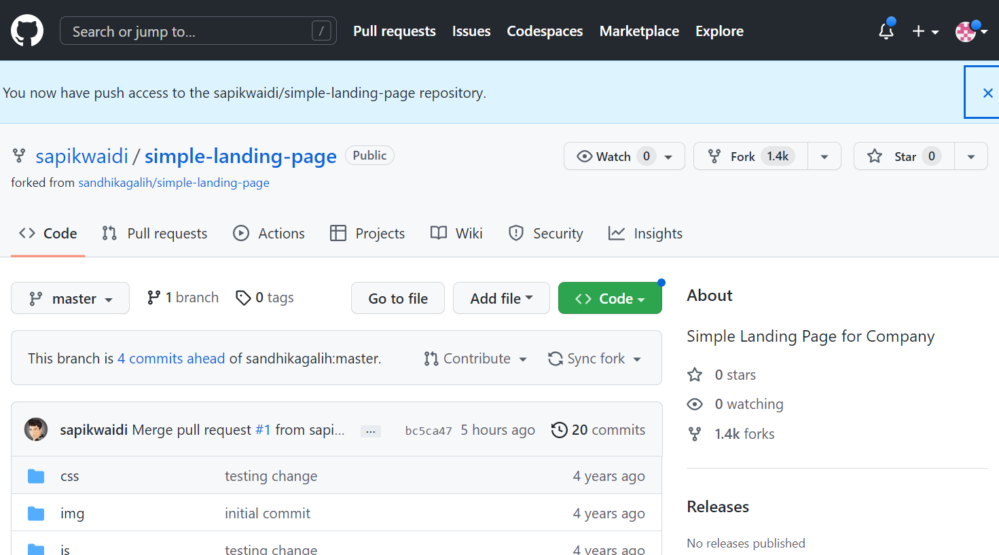 Search or jump to... / Pull requests Issues Codespaces Marketplace Explore
You now have push access to the sapikwaidi/simple-landing-page repository.
sapikwaidi / simple-landing-page Public Watch 0 Fork 1.4k Star 0
forked from sandhikagalih/simple-landing-page
Code Pull requests Actions Projects Wiki Security Insights
master 1 branch 0 tags Go to file Add file Code
This branch is 4 commits ahead of sandhikagalih:master. Contribute Sync fork
sapikwaidi Merge pull request #1 from sapi... ... bc5ca47 5 hours ago 20 commits
css testing change 4 years ago
img initial commit 4 years ago
js testing change 4 years ago
About
Simple Landing Page for Company
0 stars
0 watching
1.4k forks
Releases
No releases published